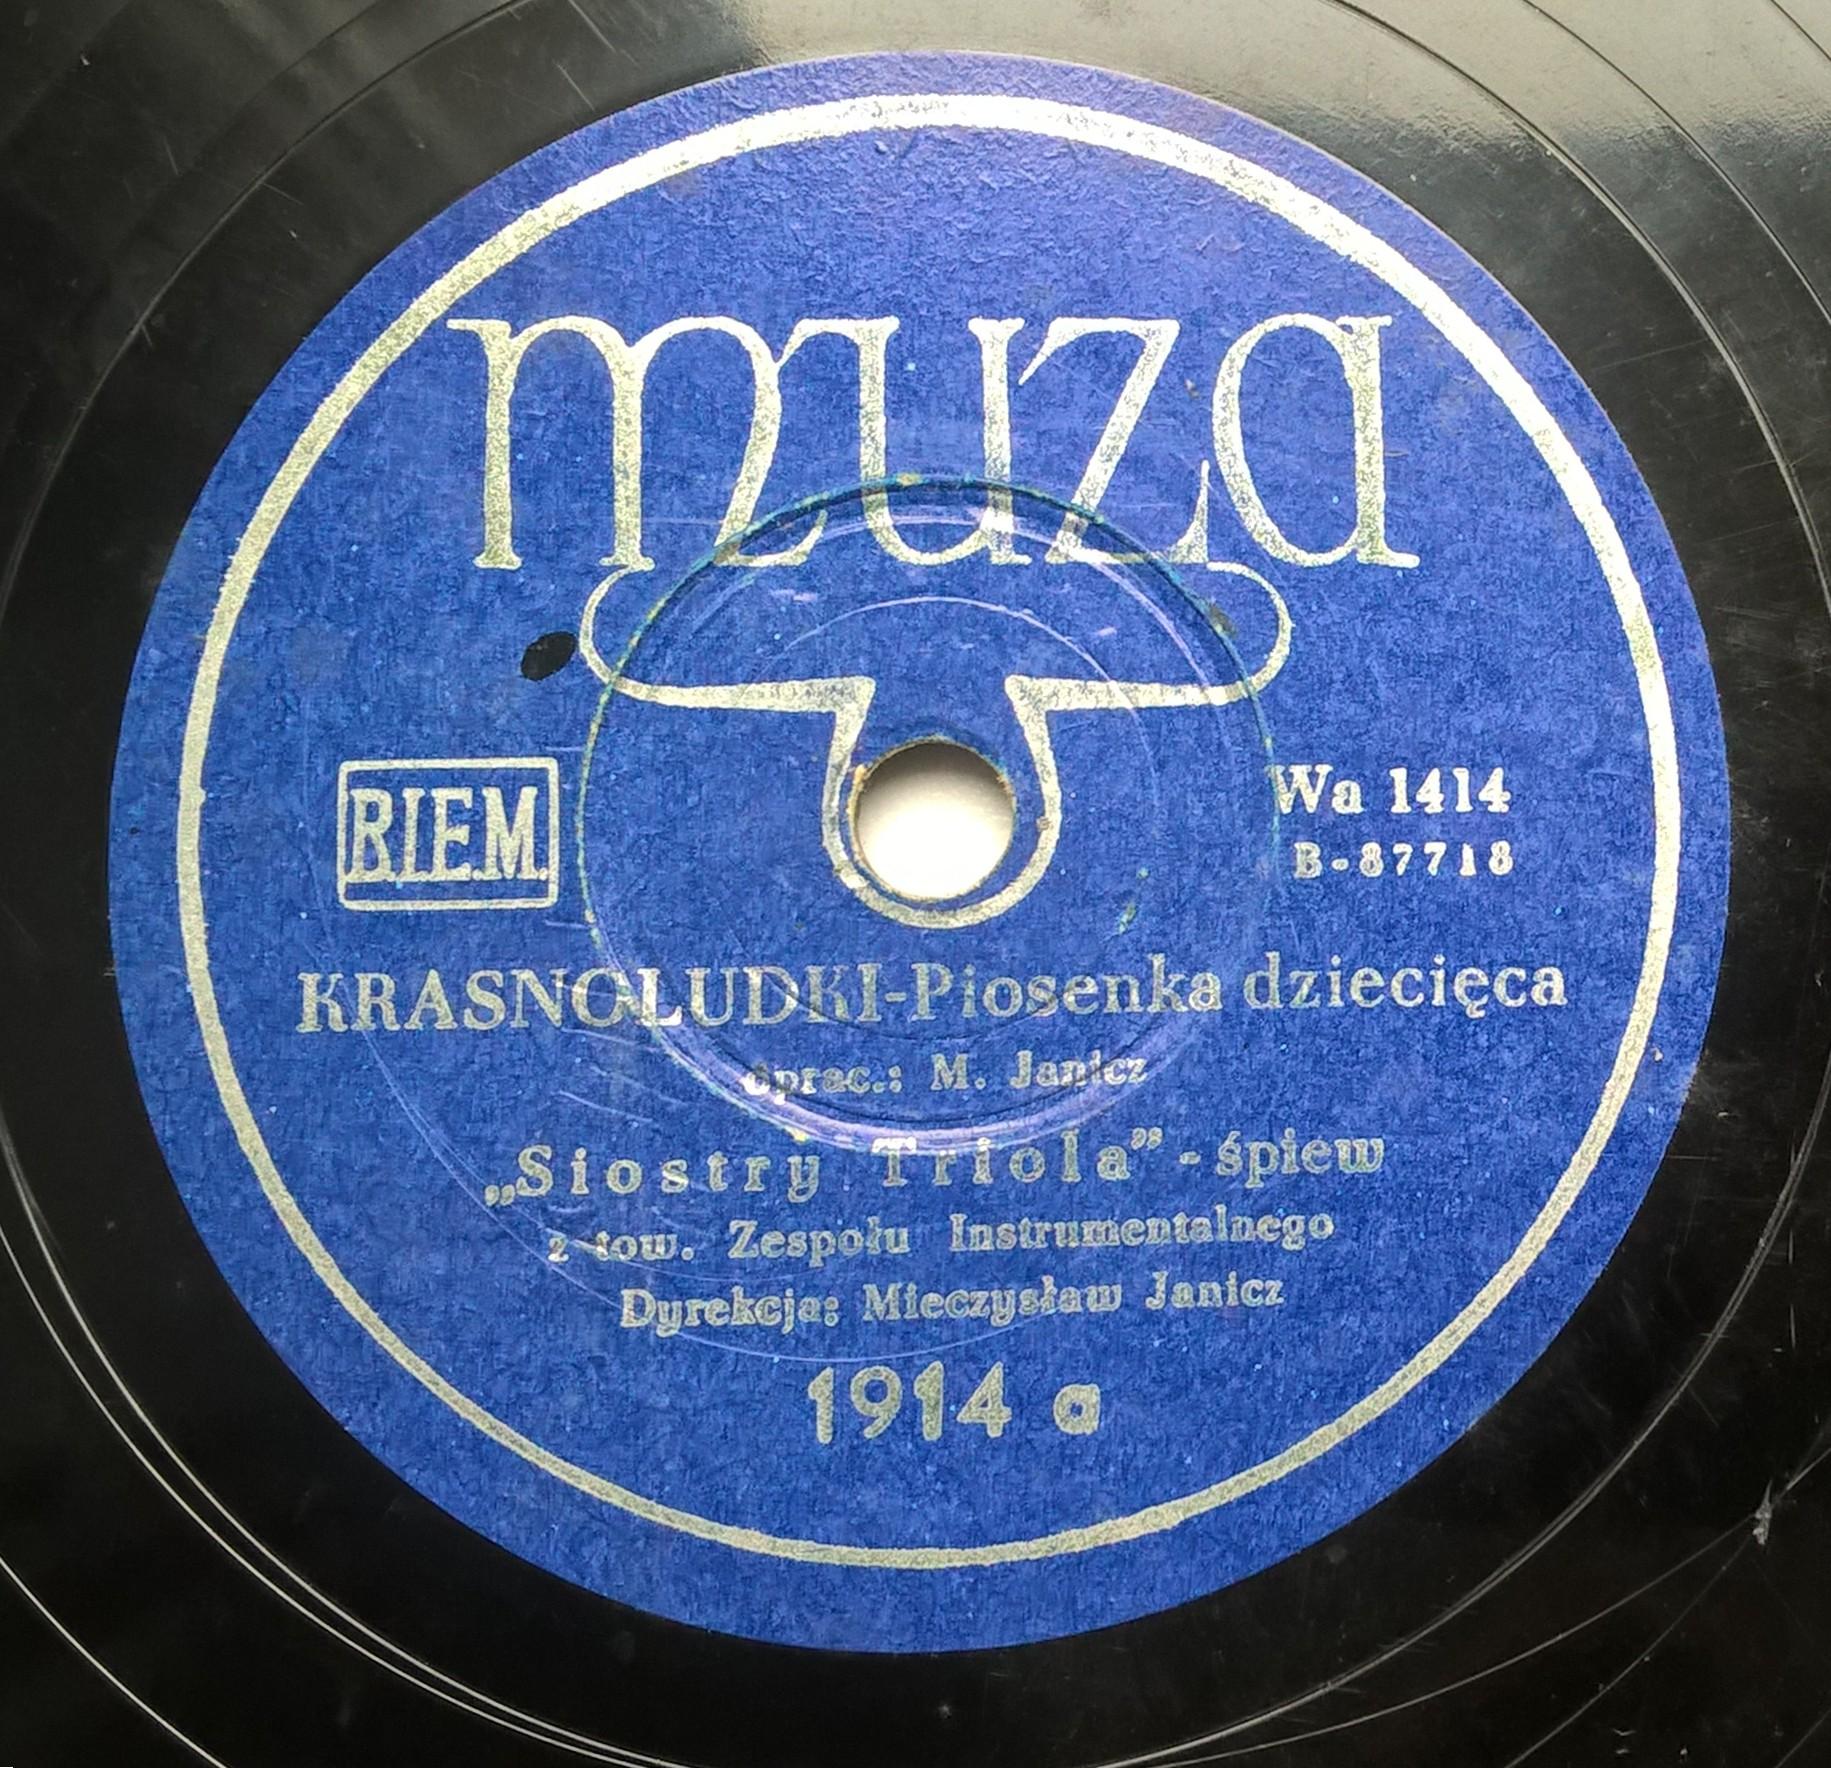 muza
B.I.E.M.
Wa 1414
B-87718
KRASNOLUDKI-Piosenka dziecięca
oprac.: M. Janicz
„Siostry Triola” - śpiew
z tow. Zespołu Instrumentalnego
Dyrekcja: Mieczysław Janicz
1914 a